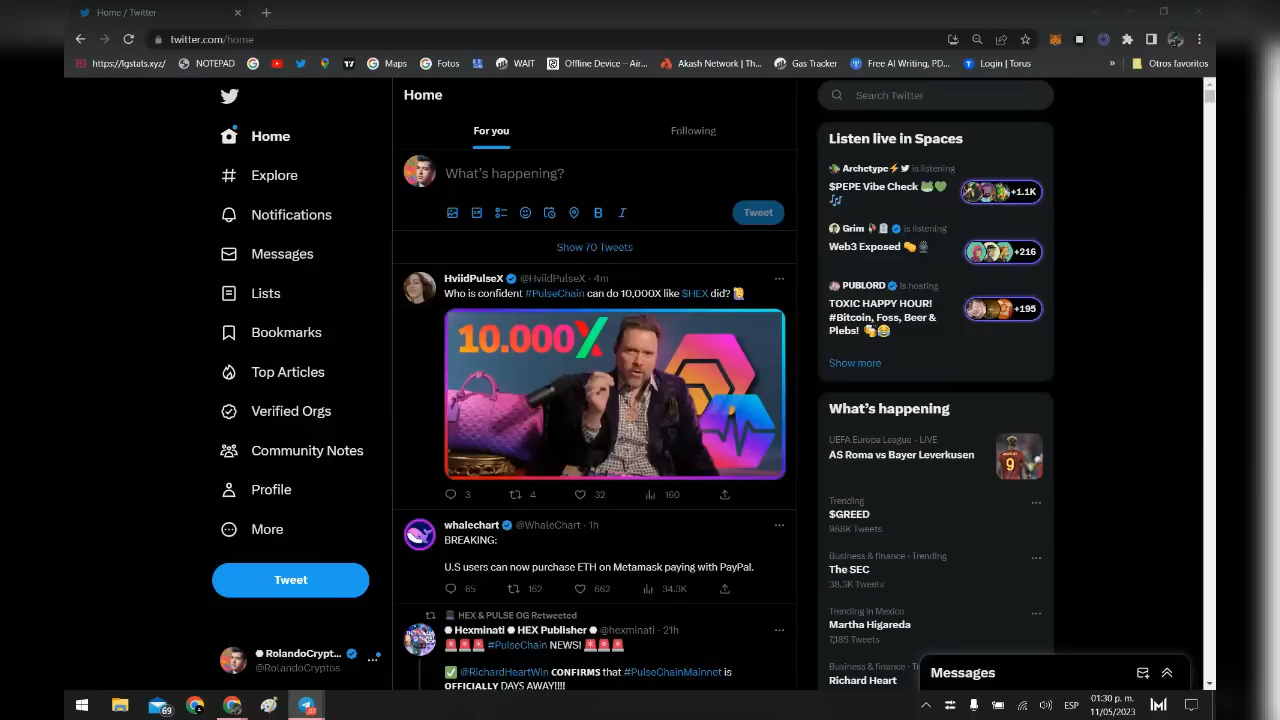 Home / Twitter
twitter.com/home
https://lgstats.xyz/
NOTEPAD
Maps
Fotos
WAIT
Offline Device – Air...
Akash Network | Th...
Gas Tracker
Free AI Writing, PD...
Login | Torus
»
Otros favoritos
Home
Explore
Notifications
Messages
Lists
Bookmarks
Top Articles
Verified Orgs
Community Notes
Profile
More
Tweet
RolandoCrypt...
@RolandoCryptos
Home
For you
Following
What's happening?
Tweet
Show 70 Tweets
HviidPulseX @HviidPulseX · 4m
Who is confident #PulseChain can do 10,000X like $HEX did?
10.000X
3 4 32 160
whalechart @WhaleChart · 1h
BREAKING:
U.S users can now purchase ETH on Metamask paying with PayPal.
65 162 662 34.3K
HEX & PULSE OG Retweeted
Hexminati HEX Publisher @hexminati · 21h
#PulseChain NEWS!
@RichardHeartWin CONFIRMS that #PulseChainMainnet is
OFFICIALLY DAYS AWAY!!!!
Search Twitter
Listen live in Spaces
Archetype is listening
$PEPE Vibe Check
+1.1K
Grim is listening
Web3 Exposed
+216
PUBLORD is hosting
TOXIC HAPPY HOUR!
#Bitcoin, Foss, Beer &
Plebs!
+195
Show more
What's happening
UEFA Europa League · LIVE
AS Roma vs Bayer Leverkusen
9
Trending
$GREED
988K Tweets
Business & finance · Trending
The SEC
38.3K Tweets
Trending in Mexico
Martha Higareda
7,185 Tweets
Business & finance · Trending
Richard Heart
Messages
69
ESP
01:30 p. m.
11/05/2023